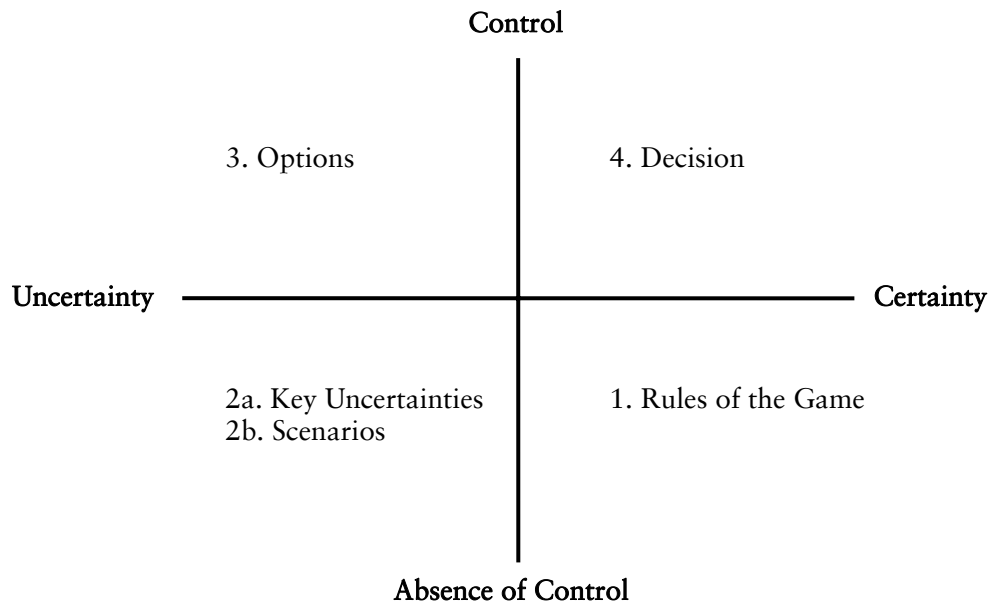 Control
3. Options
4. Decision
Uncertainty
Certainty
2a. Key Uncertainties
2b. Scenarios
1. Rules of the Game
Absence of Control